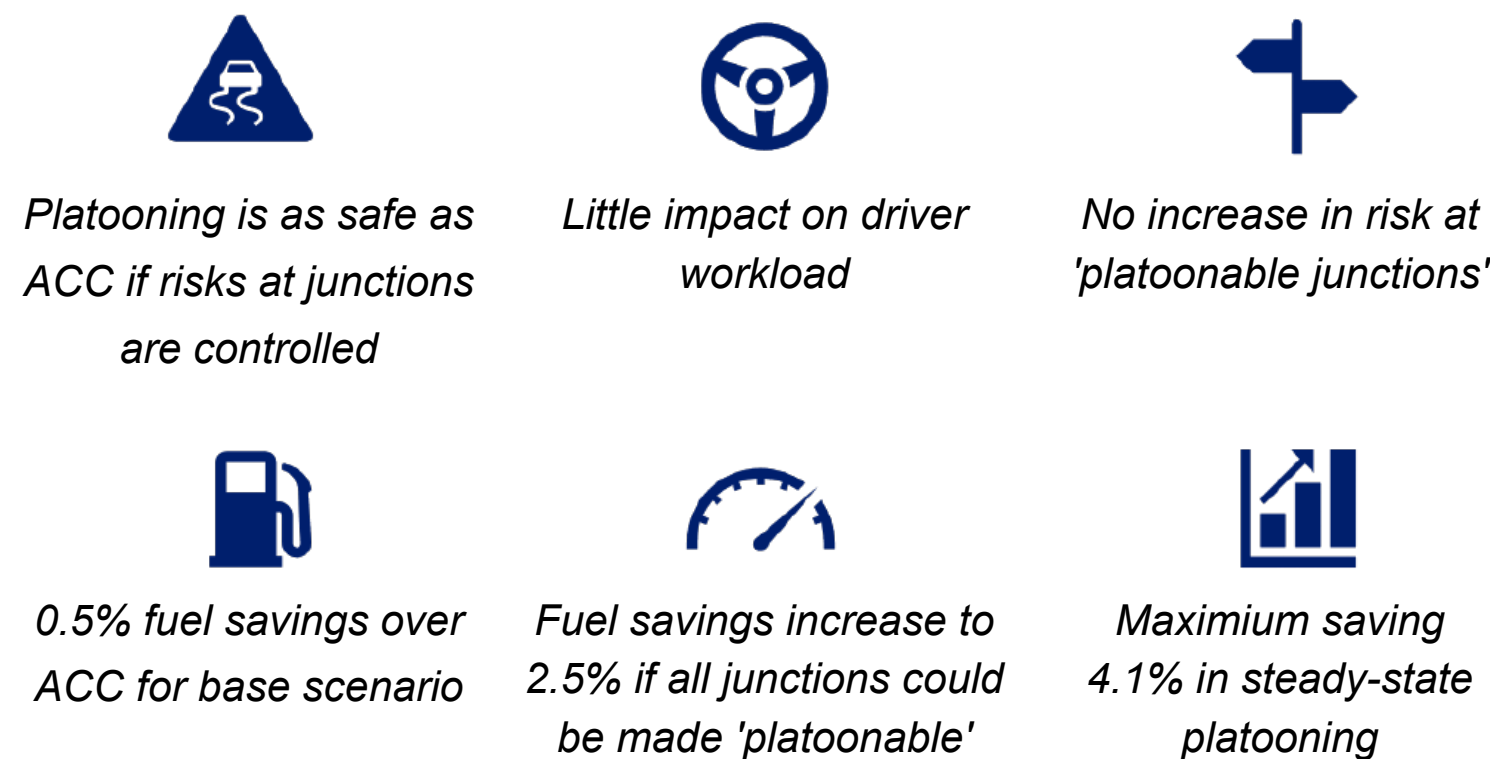 Platooning is as safe as
ACC if risks at junctions
are controlled
Little impact on driver
workload
No increase in risk at
'platoonable junctions'
0.5% fuel savings over
ACC for base scenario
Fuel savings increase to
2.5% if all junctions could
be made 'platoonable'
Maximium saving
4.1% in steady-state
platooning